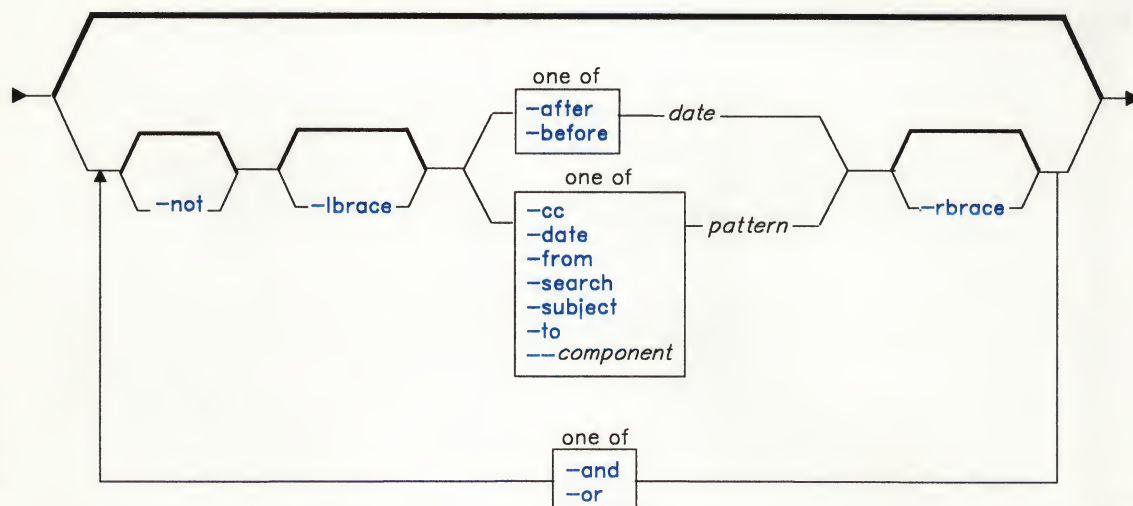 one of
-after
-before
date
-not
-lbrace
one of
-cc
-date
-from
-search
-subject
-to
--component
pattern
-rbrace
one of
-and
-or